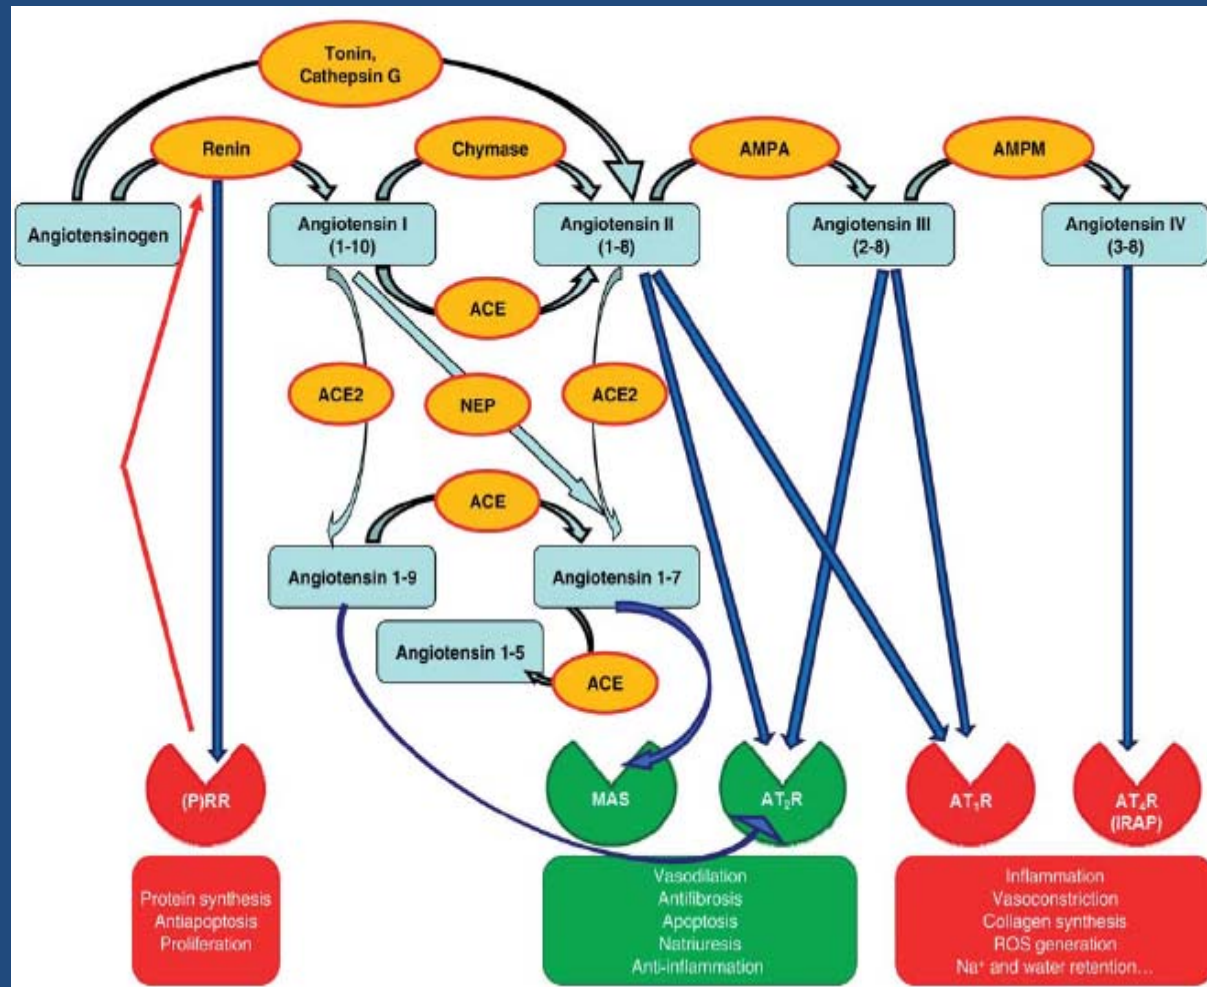 Tonin,
Cathepsin G
Renin
Chymase
AMPA
AMPM
Angiotensinogen
Angiotensin I
(1-10)
Angiotensin II
(1-8)
Angiotensin III
(2-8)
Angiotensin IV
(3-8)
ACE
ACE2
NEP
ACE2
ACE
Angiotensin 1-9
Angiotensin 1-7
Angiotensin 1-5
ACE
(P)RR
MAS
AT₂R
AT₁R
AT₄R
(IRAP)
Protein synthesis
Antiapoptosis
Proliferation
Vasodilation
Antifibrosis
Apoptosis
Natriuresis
Anti-inflammation
Inflammation
Vasoconstriction
Collagen synthesis
ROS generation
Na⁺ and water retention…